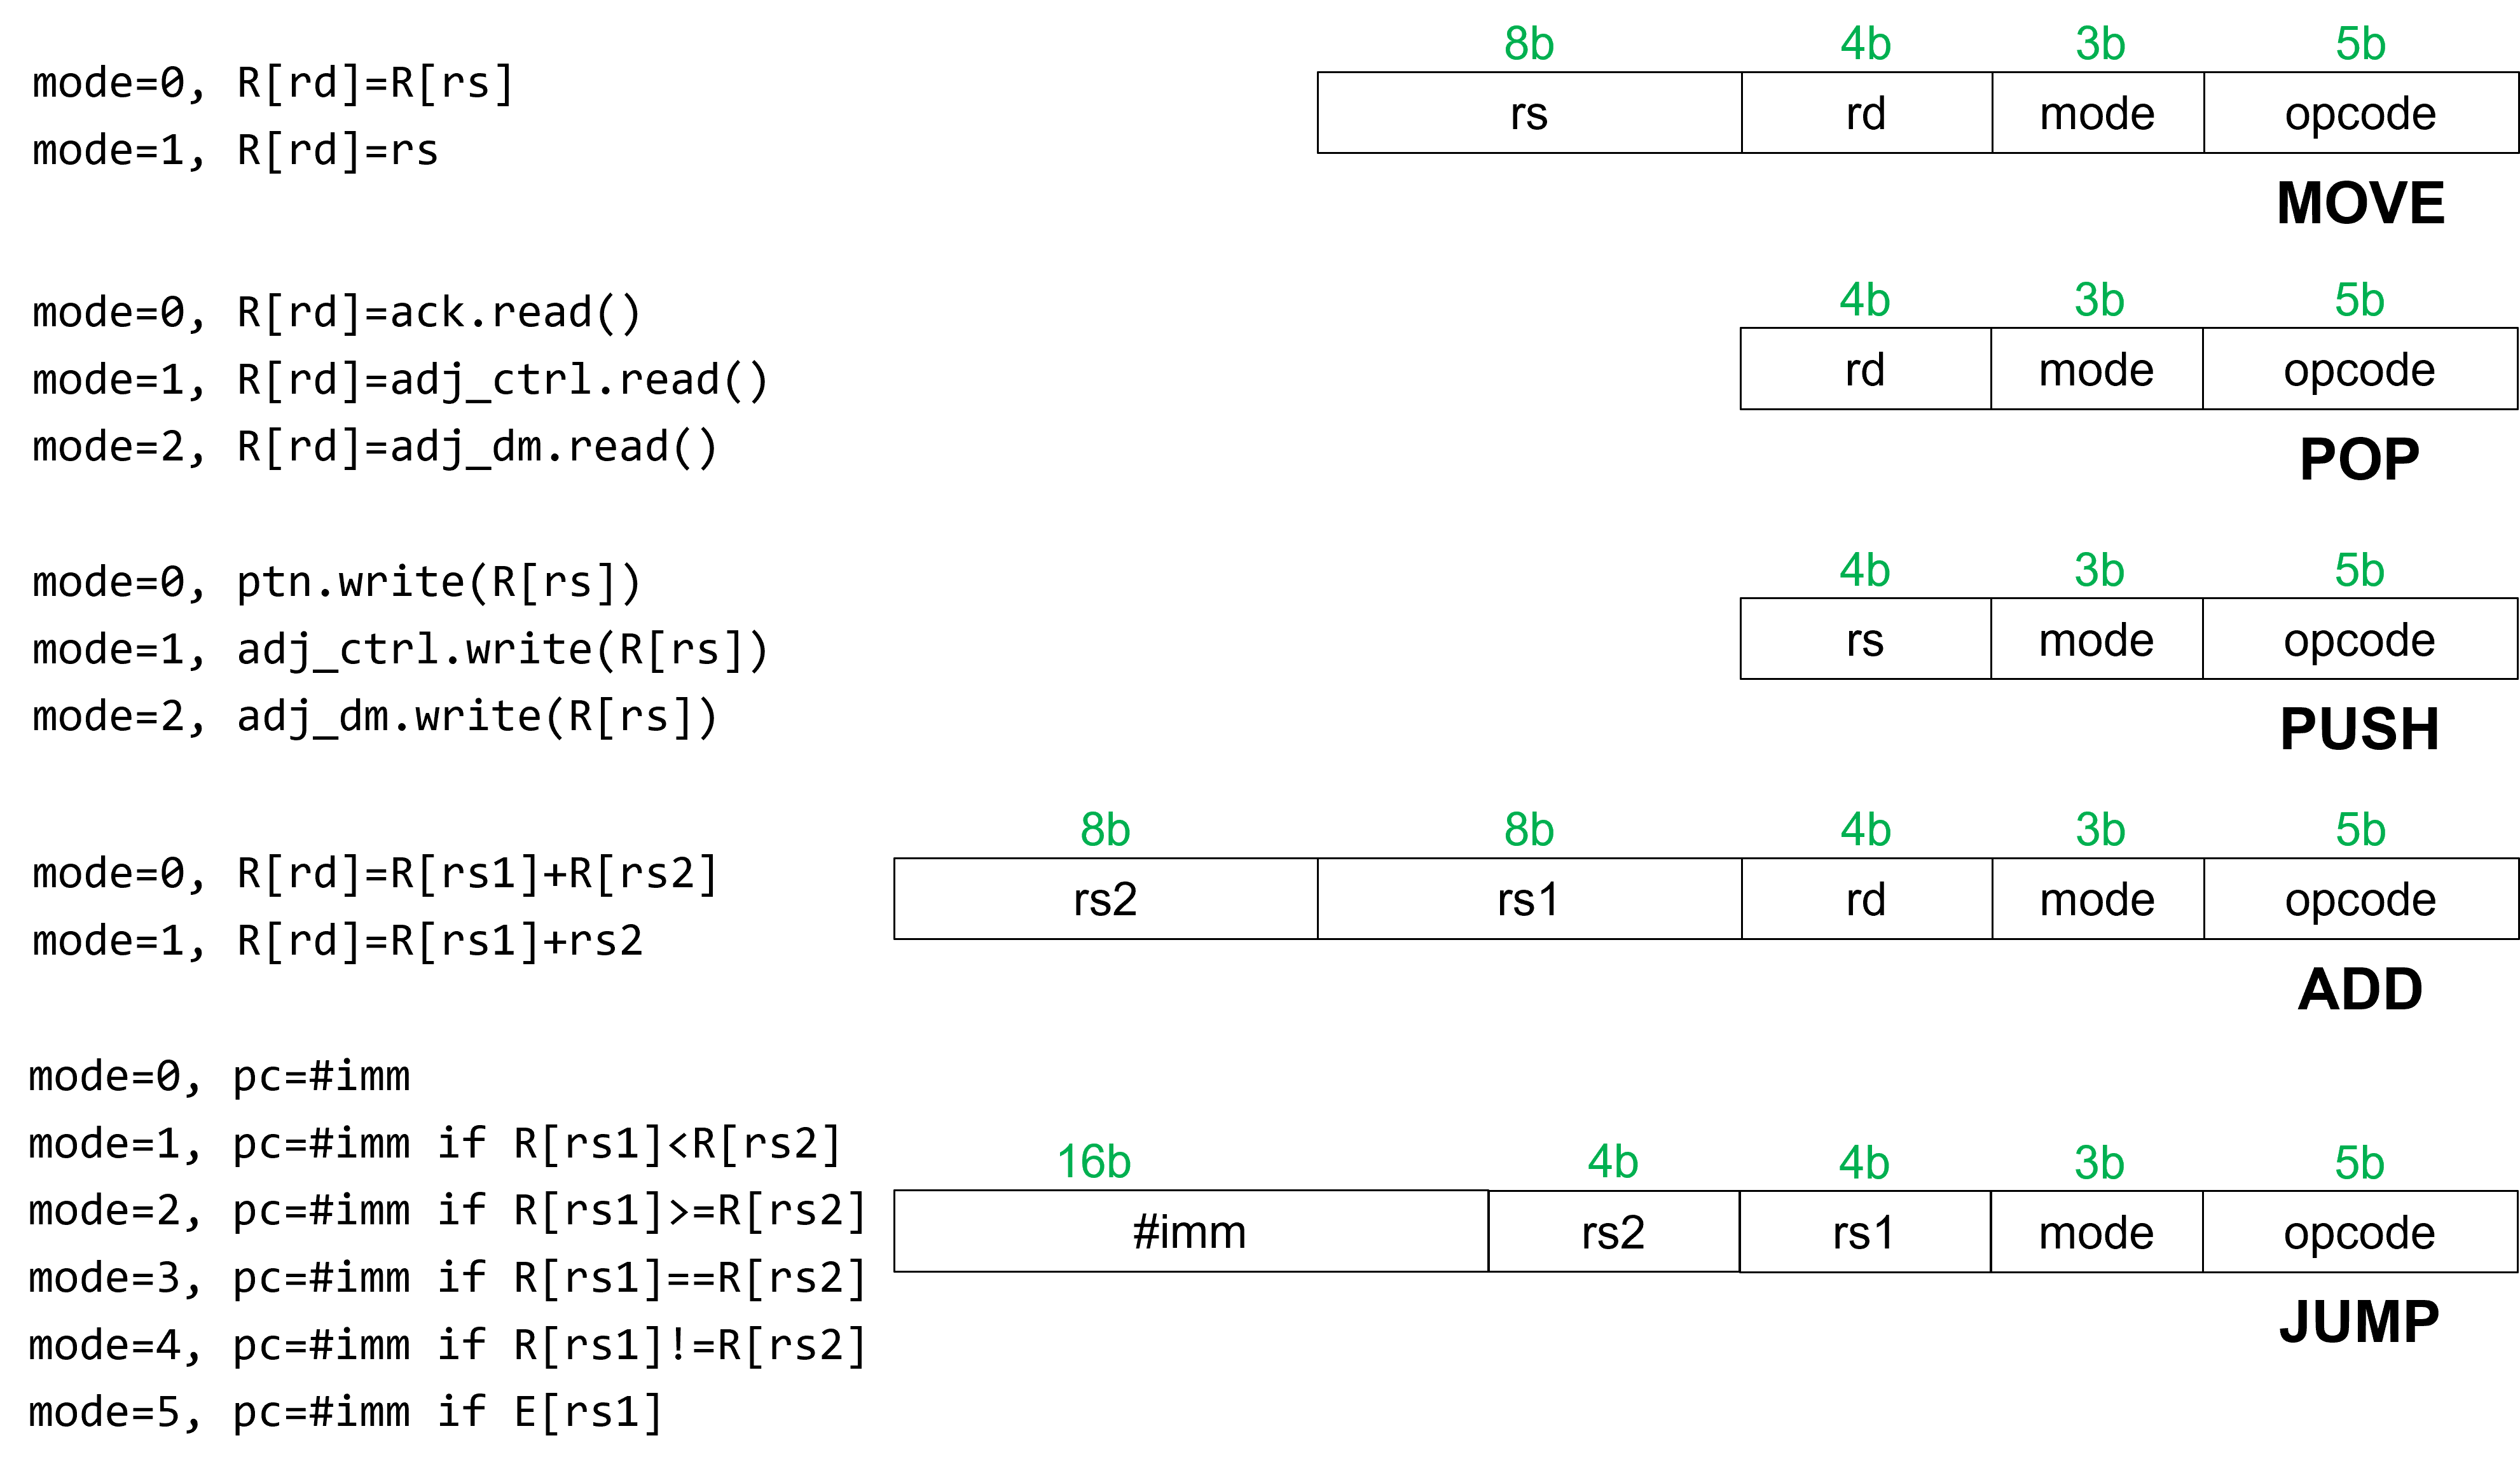 8b 4b 3b 5b
mode=0, R[rd]=R[rs]
rs rd mode opcode
mode=1, R[rd]=rs
MOVE
4b 3b 5b
mode=0, R[rd]=ack.read()
rd mode opcode
mode=1, R[rd]=adj_ctrl.read()
mode=2, R[rd]=adj_dm.read()
POP
4b 3b 5b
mode=0, ptn.write(R[rs])
rs mode opcode
mode=1, adj_ctrl.write(R[rs])
mode=2, adj_dm.write(R[rs])
PUSH
8b 8b 4b 3b 5b
mode=0, R[rd]=R[rs1]+R[rs2]
rs2 rs1 rd mode opcode
mode=1, R[rd]=R[rs1]+rs2
ADD
mode=0, pc=#imm
mode=1, pc=#imm if R[rs1]<R[rs2]
16b 4b 4b 3b 5b
mode=2, pc=#imm if R[rs1]>=R[rs2]
#imm rs2 rs1 mode opcode
mode=3, pc=#imm if R[rs1]==R[rs2]
JUMP
mode=4, pc=#imm if R[rs1]!=R[rs2]
mode=5, pc=#imm if E[rs1]